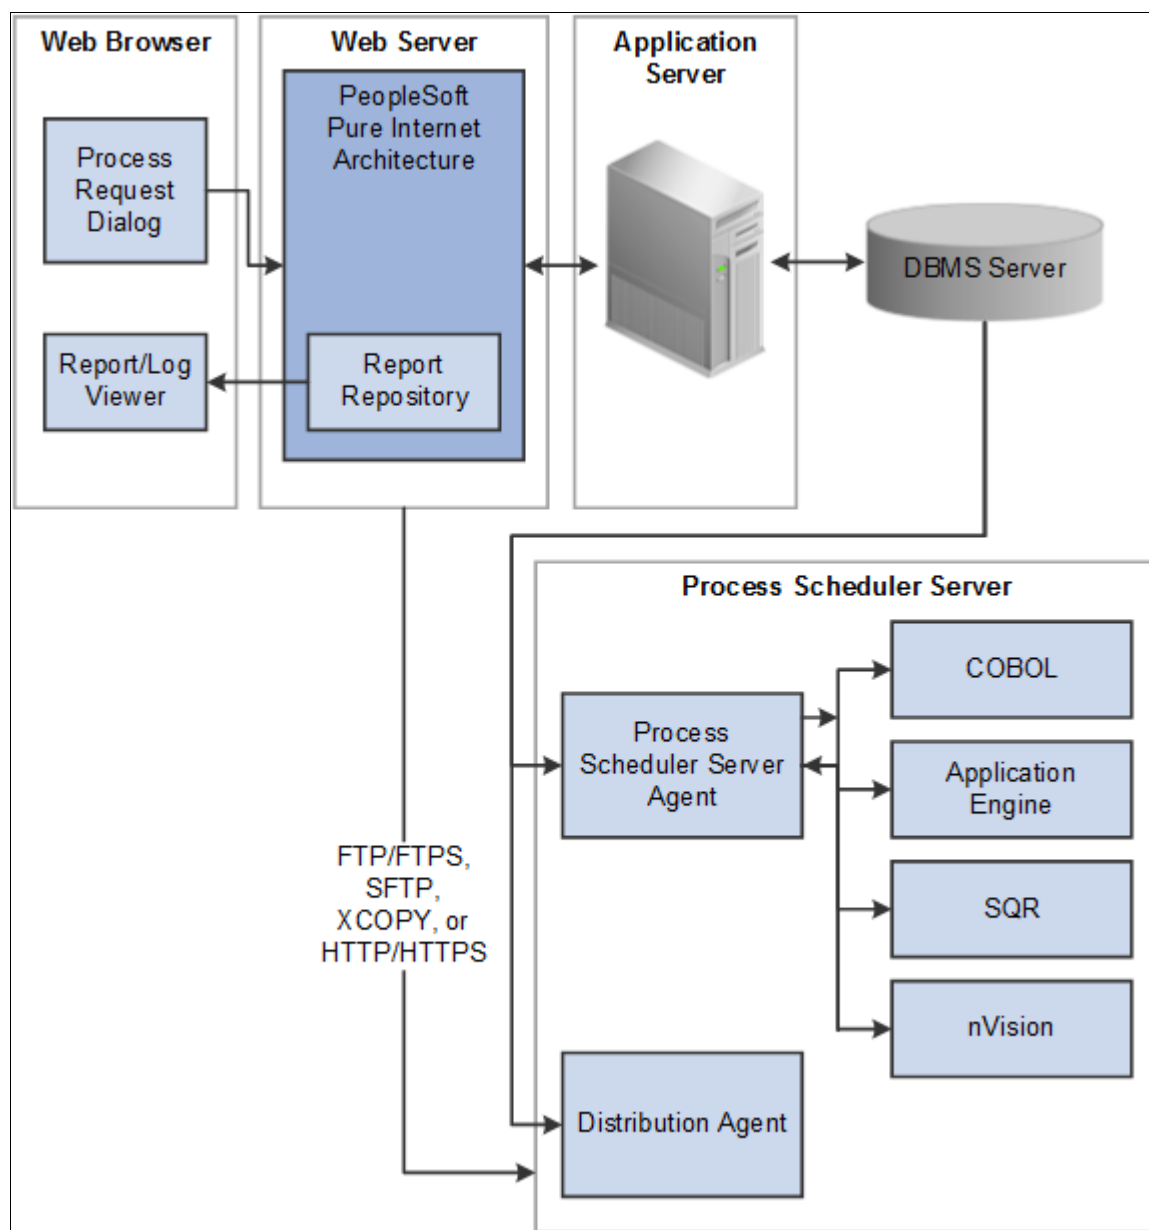 Web Browser
Web Server
Application
Server
Process
Request
Dialog
PeopleSoft
Pure Internet
Architecture
DBMS Server
Report/Log
Viewer
Report
Repository
Process Scheduler Server
Process
Scheduler Server
Agent
COBOL
Application
Engine
SQR
nVision
FTP/FTPS,
SFTP,
XCOPY, or
HTTP/HTTPS
Distribution Agent